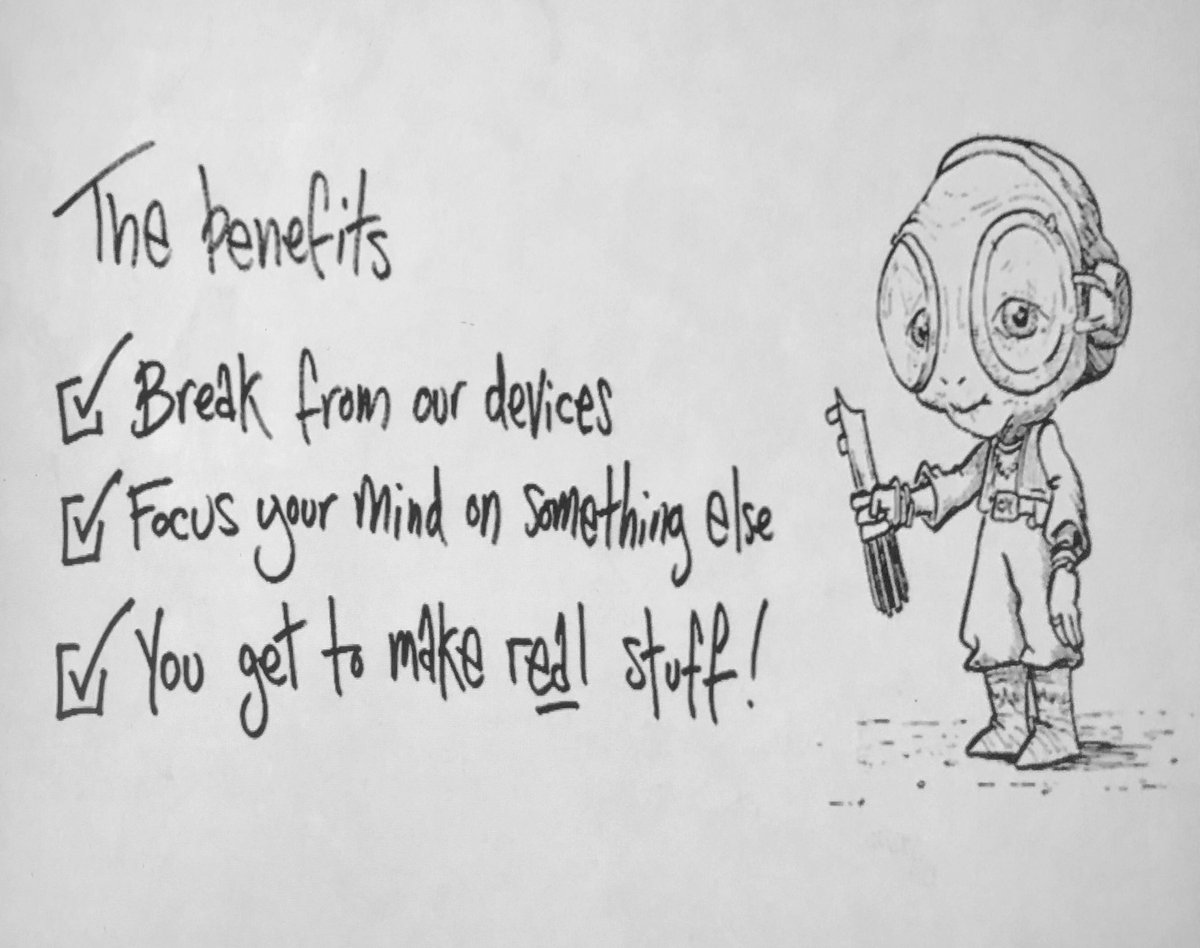 The benefits
Break from our devices
Focus your mind on something else
You get to make real stuff!